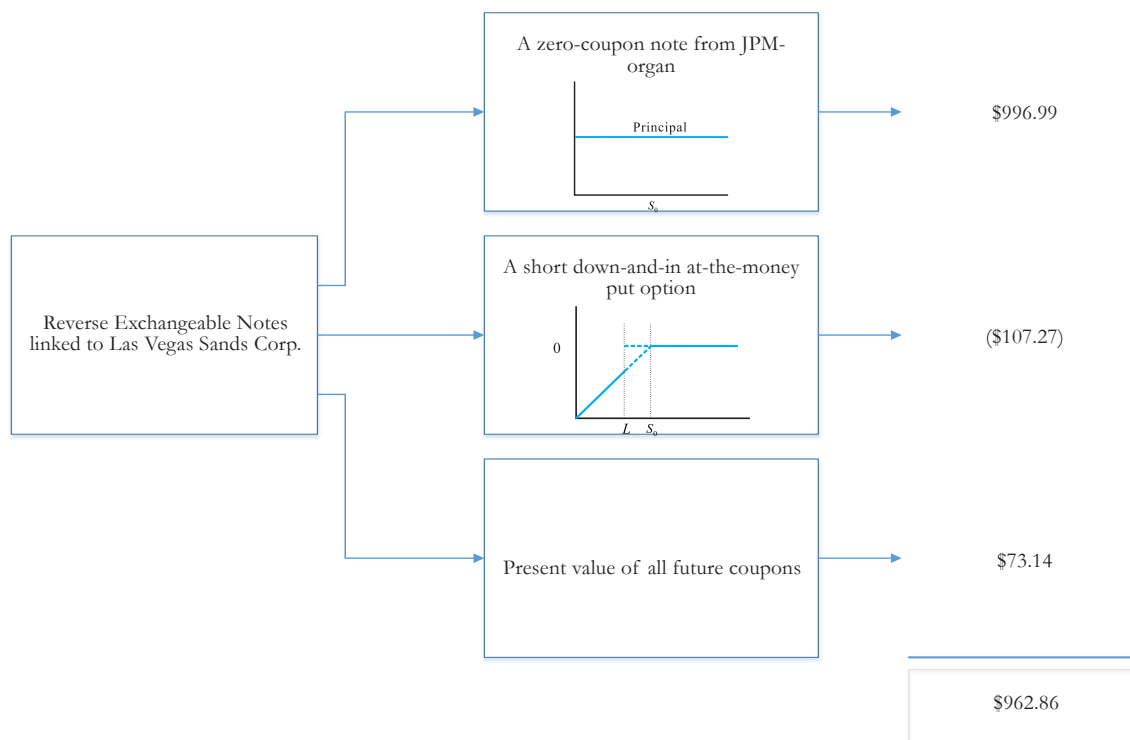 A zero-coupon note from JPM-
organ
Principal
S₀
$996.99
Reverse Exchangeable Notes
linked to Las Vegas Sands Corp.
A short down-and-in at-the-money
put option
0
L S₀
($107.27)
Present value of all future coupons
$73.14
$962.86